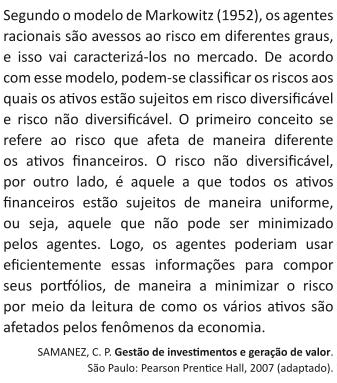 Segundo o modelo de Markowitz (1952), os agentes
racionais são avessos ao risco em diferentes graus,
e isso vai caracterizá-los no mercado. De acordo
com esse modelo, podem-se classificar os riscos aos
quais os ativos estão sujeitos em risco diversificável
e risco não diversificável. O primeiro conceito se
refere ao risco que afeta de maneira diferente
os ativos financeiros. O risco não diversificável,
por outro lado, é aquele a que todos os ativos
financeiros estão sujeitos de maneira uniforme,
ou seja, aquele que não pode ser minimizado
pelos agentes. Logo, os agentes poderiam usar
eficientemente essas informações para compor
seus portfólios, de maneira a minimizar o risco
por meio da leitura de como os vários ativos são
afetados pelos fenômenos da economia.
SAMANEZ, C. P. Gestão de investimentos e geração de valor.
São Paulo: Pearson Prentice Hall, 2007 (adaptado).